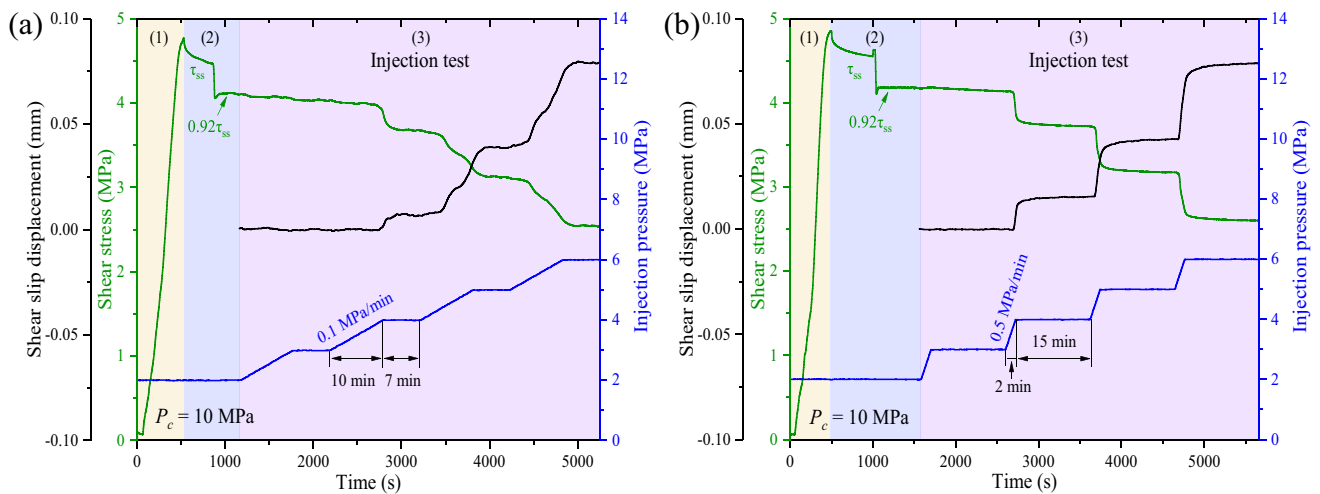 (a)
0.10
0.05
0.00
-0.05
-0.10
Shear slip displacement (mm)
5
4
3
2
1
0
Shear stress (MPa)
(1)
(2)
(3)
Injection test
τss
0.92τss
0.1 MPa/min
10 min
7 min
Pc = 10 MPa
14
12
10
8
6
4
2
0
Injection pressure (MPa)
0
1000
2000
3000
4000
5000
Time (s)
(b)
0.10
0.05
0.00
-0.05
-0.10
Shear slip displacement (mm)
5
4
3
2
1
0
Shear stress (MPa)
(1)
(2)
(3)
Injection test
τss
0.92τss
0.5 MPa/min
15 min
2 min
Pc = 10 MPa
14
12
10
8
6
4
2
0
Injection pressure (MPa)
0
1000
2000
3000
4000
5000
Time (s)